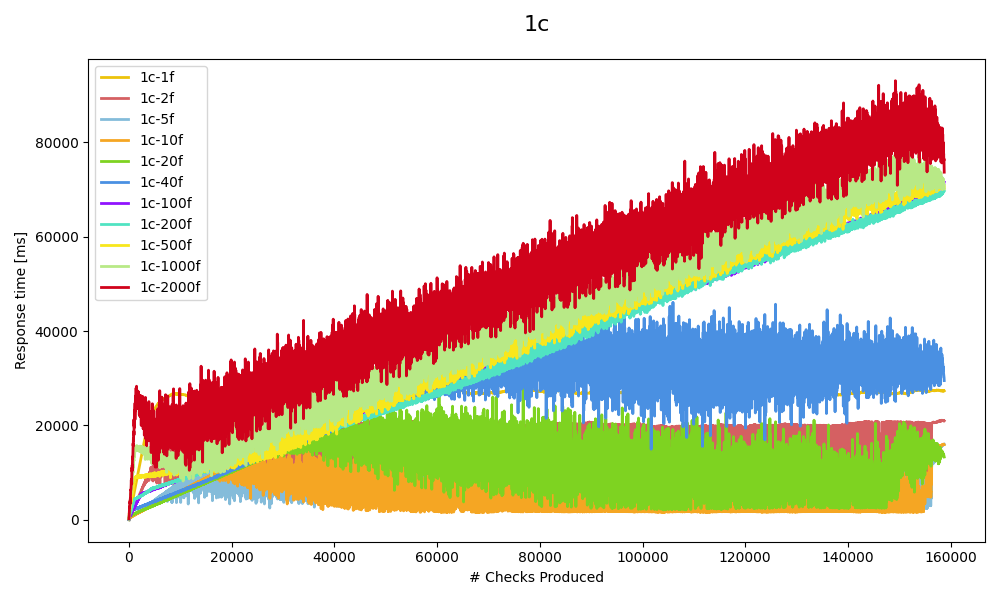 1c
1c-1f
1c-2f
1c-5f
1c-10f
1c-20f
1c-40f
1c-100f
1c-200f
1c-500f
1c-1000f
1c-2000f
Response time [ms]
80000
60000
40000
20000
0
0 20000 40000 60000 80000 100000 120000 140000 160000
# Checks Produced